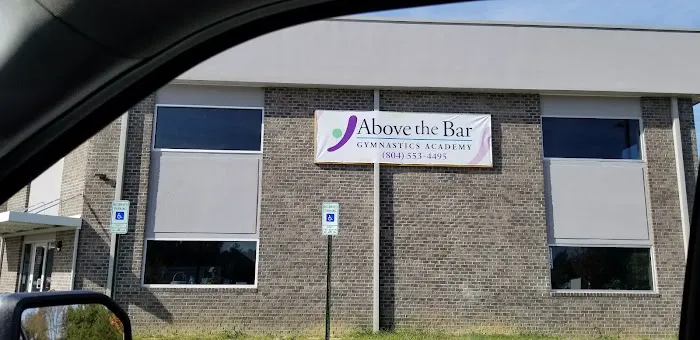 Above the Bar
GYMNASTICS ACADEMY
(804) 553-4495